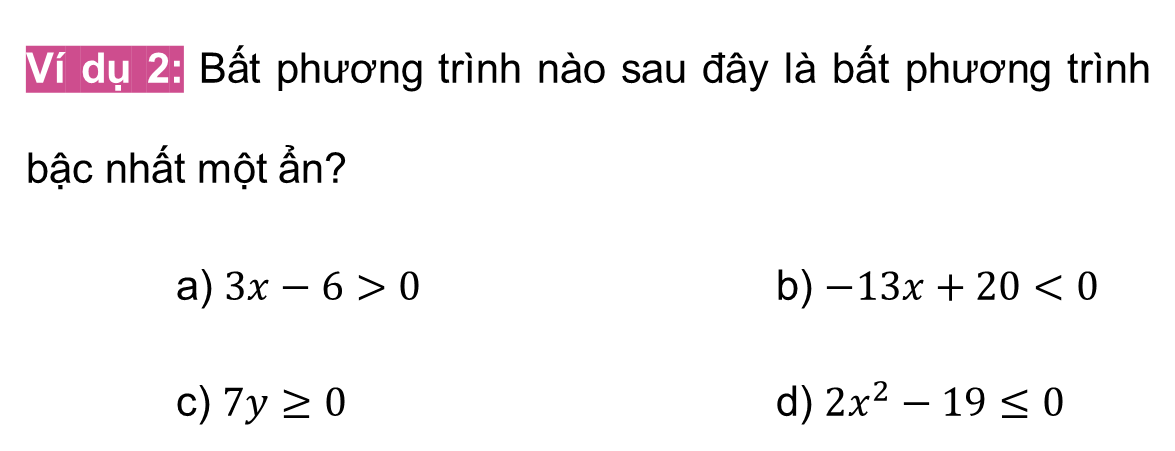 Ví dụ 2: Bất phương trình nào sau đây là bất phương trình
bậc nhất một ẩn?
a) 3x − 6 > 0 b) −13x + 20 < 0
c) 7y ≥ 0 d) 2x² − 19 ≤ 0